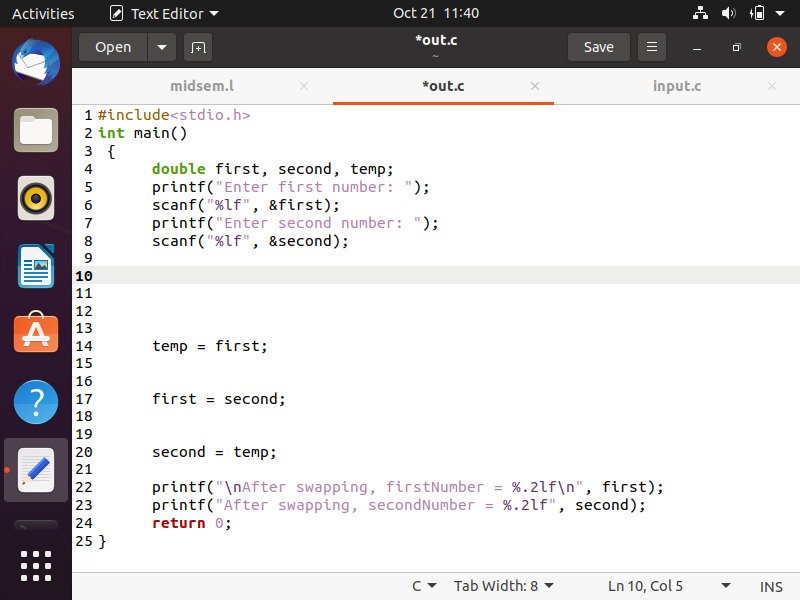 Activities Text Editor Oct 21 11:40
Open *out.c Save
~
midsem.l *out.c input.c
1 #include<stdio.h>
2 int main()
3 {
4 double first, second, temp;
5 printf("Enter first number: ");
6 scanf("%lf", &first);
7 printf("Enter second number: ");
8 scanf("%lf", &second);
9
10
11
12
13
14 temp = first;
15
16
17 first = second;
18
19
20 second = temp;
21
22 printf("\nAfter swapping, firstNumber = %.2lf\n", first);
23 printf("After swapping, secondNumber = %.2lf", second);
24 return 0;
25 }
C Tab Width: 8 Ln 10, Col 5 INS